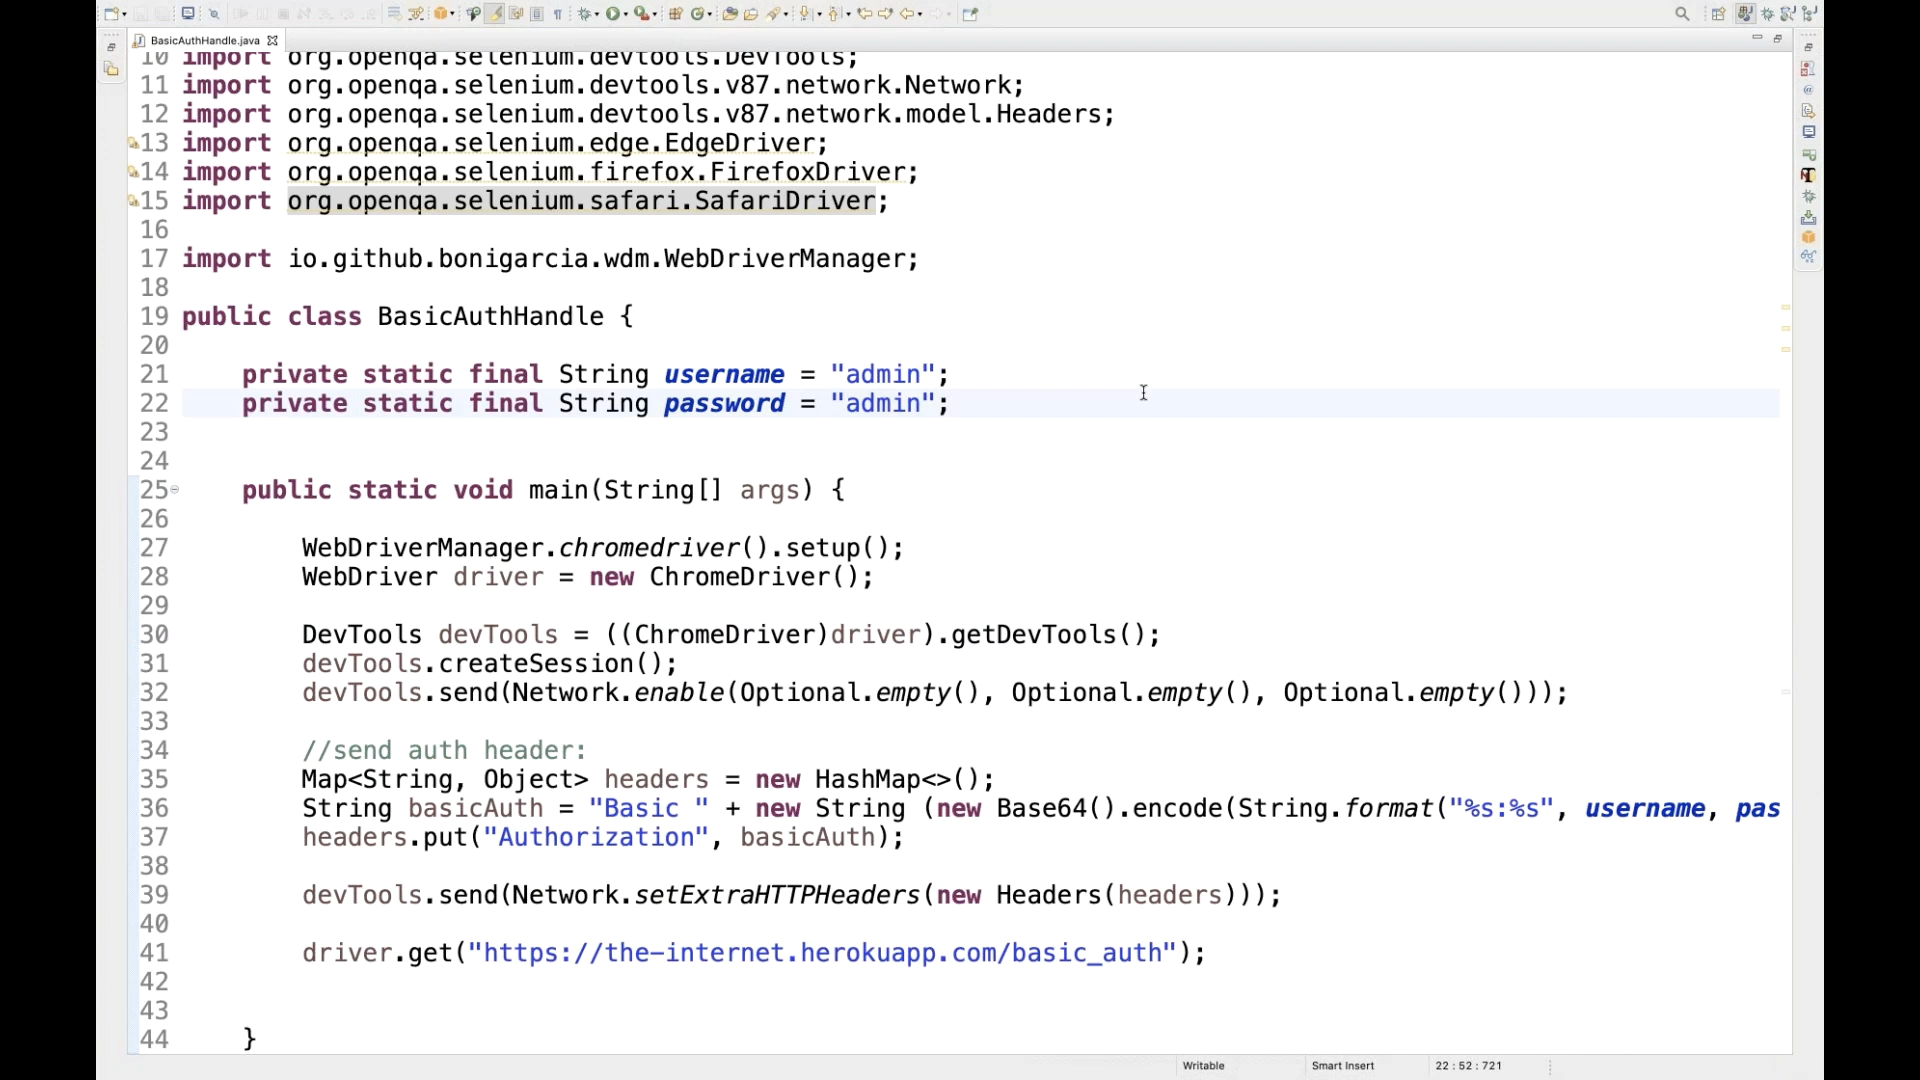 BasicAuthHandle.java
10 import org.openqa.selenium.devtools.DevTools;
11 import org.openqa.selenium.devtools.v87.network.Network;
12 import org.openqa.selenium.devtools.v87.network.model.Headers;
13 import org.openqa.selenium.edge.EdgeDriver;
14 import org.openqa.selenium.firefox.FirefoxDriver;
15 import org.openqa.selenium.safari.SafariDriver;
16
17 import io.github.bonigarcia.wdm.WebDriverManager;
18
19 public class BasicAuthHandle {
20
21 private static final String username = "admin";
22 private static final String password = "admin";
23
24
25 public static void main(String[] args) {
26
27 WebDriverManager.chromedriver().setup();
28 WebDriver driver = new ChromeDriver();
29
30 DevTools devTools = ((ChromeDriver)driver).getDevTools();
31 devTools.createSession();
32 devTools.send(Network.enable(Optional.empty(), Optional.empty(), Optional.empty()));
33
34 //send auth header:
35 Map<String, Object> headers = new HashMap<>();
36 String basicAuth = "Basic " + new String (new Base64().encode(String.format("%s:%s", username, pas
37 headers.put("Authorization", basicAuth);
38
39 devTools.send(Network.setExtraHTTPHeaders(new Headers(headers)));
40
41 driver.get("https://the-internet.herokuapp.com/basic_auth");
42
43
44 }
Writable Smart Insert 22 : 52 : 721